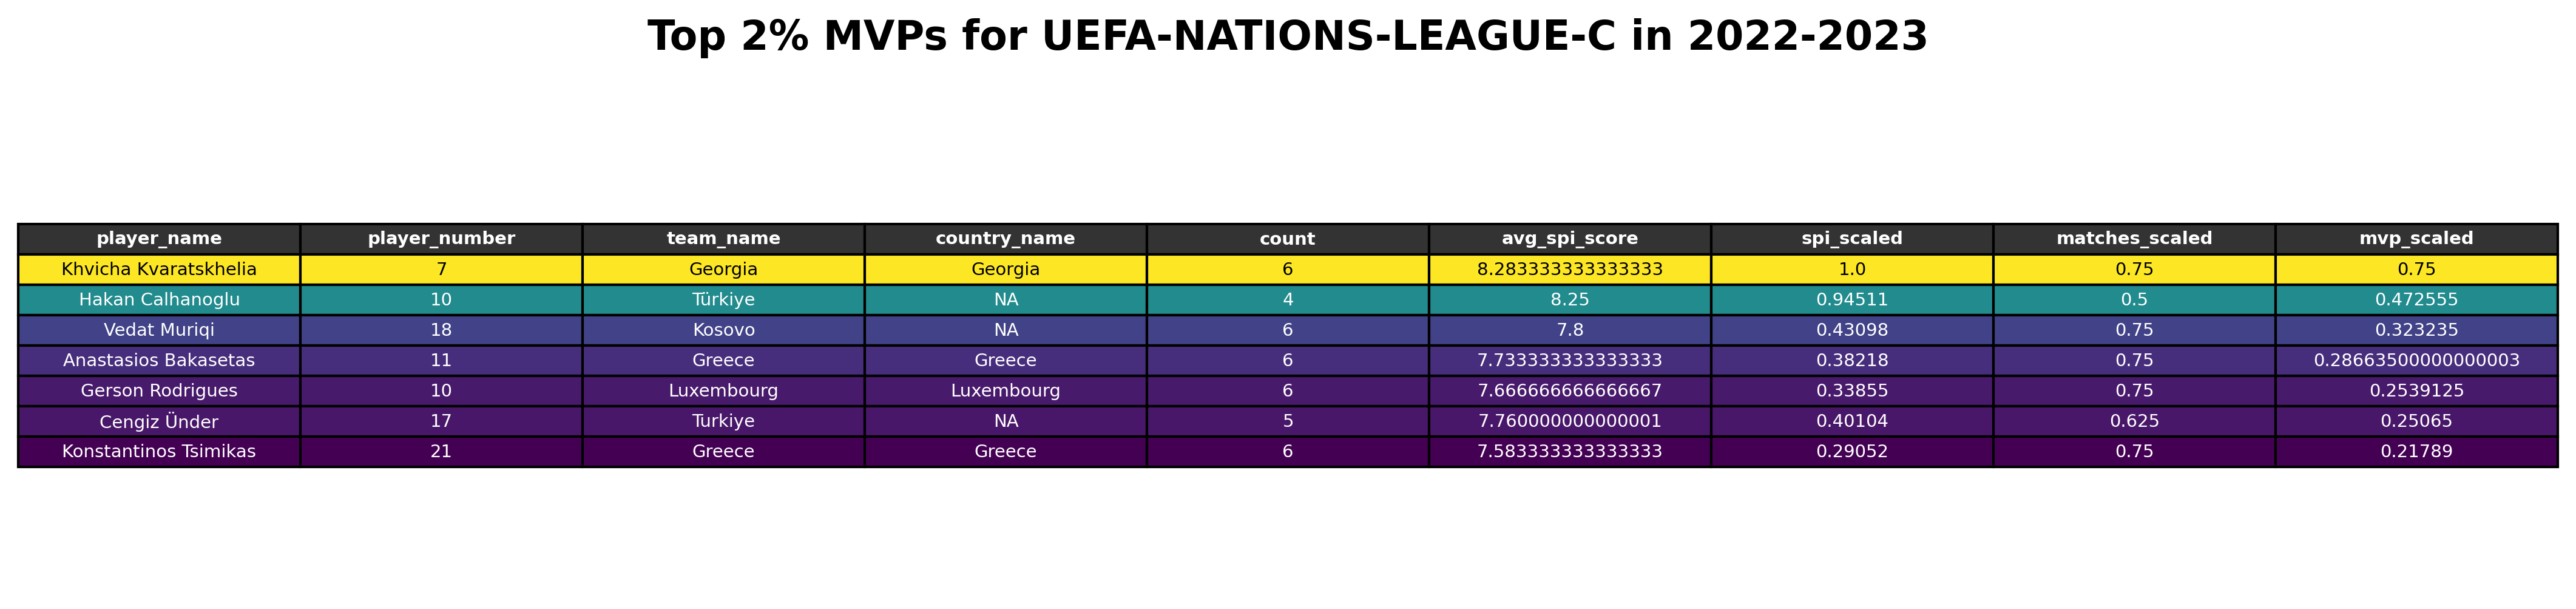 Top 2% MVPs for UEFA-NATIONS-LEAGUE-C in 2022-2023
player_name player_number team_name country_name count avg_spi_score spi_scaled matches_scaled mvp_scaled
Khvicha Kvaratskhelia 7 Georgia Georgia 6 8.283333333333333 1.0 0.75 0.75
Hakan Calhanoglu 10 Türkiye NA 4 8.25 0.94511 0.5 0.472555
Vedat Muriqi 18 Kosovo NA 6 7.8 0.43098 0.75 0.323235
Anastasios Bakasetas 11 Greece Greece 6 7.733333333333333 0.38218 0.75 0.28663500000000003
Gerson Rodrigues 10 Luxembourg Luxembourg 6 7.666666666666667 0.33855 0.75 0.2539125
Cengiz Ünder 17 Turkiye NA 5 7.760000000000001 0.40104 0.625 0.25065
Konstantinos Tsimikas 21 Greece Greece 6 7.583333333333333 0.29052 0.75 0.21789